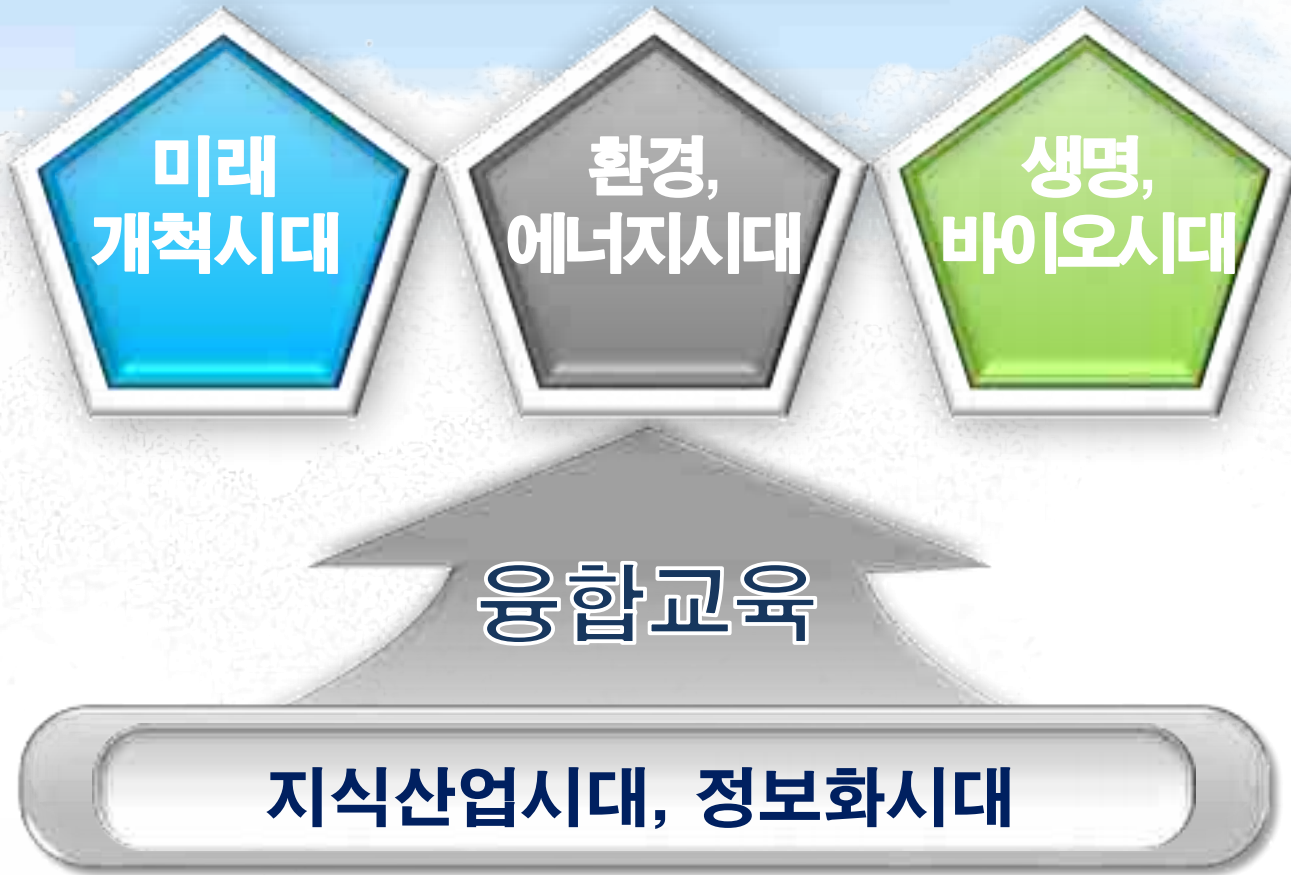 미래
개척시대
환경,
에너지시대
생명,
바이오시대
융합교육
지식산업시대, 정보화시대